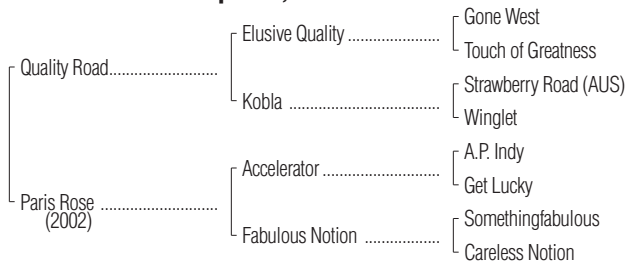 Gone West
Elusive Quality ....................
Touch of Greatness
Quality Road........................
Strawberry Road (AUS)
Kobla .................................
Winglet
A.P. Indy
Accelerator ..........................
Get Lucky
Paris Rose ..........................
(2002)
Somethingfabulous
Fabulous Notion .................
Careless Notion